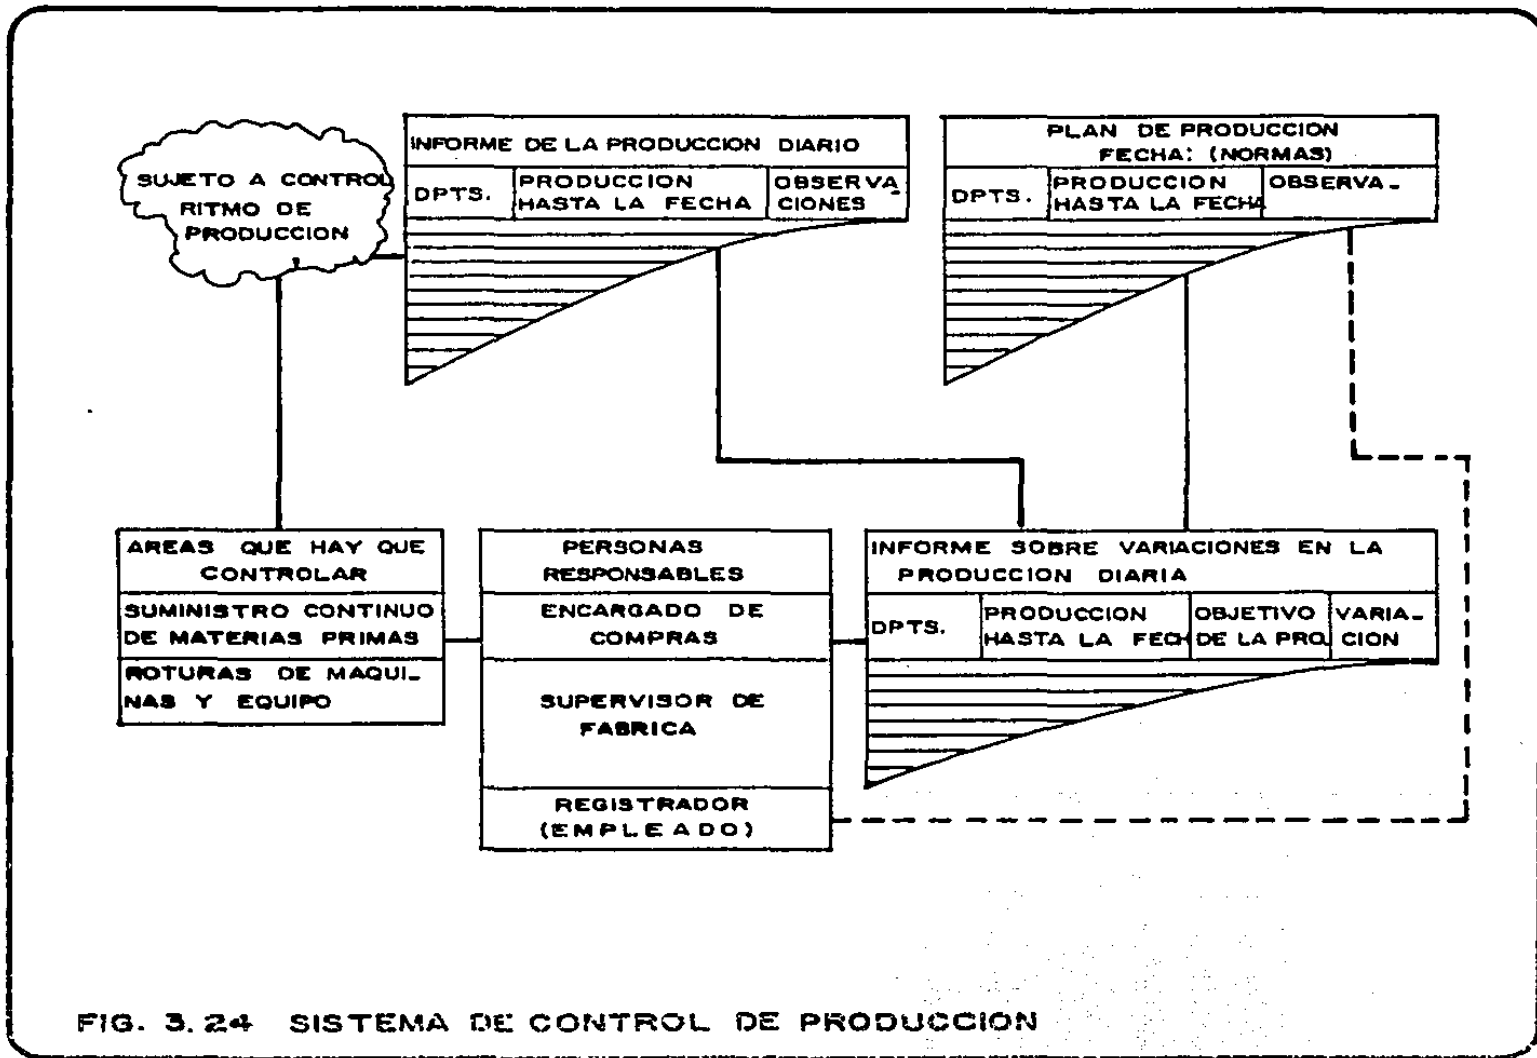 SUJETO A CONTROL
RITMO DE
PRODUCCION
INFORME DE LA PRODUCCION DIARIO
DPTS.
PRODUCCION
HASTA LA FECHA
OBSERVA-
CIONES
PLAN DE PRODUCCION
FECHA: (NORMAS)
DPTS.
PRODUCCION
HASTA LA FECHA
OBSERVA-
AREAS QUE HAY QUE
CONTROLAR
SUMINISTRO CONTINUO
DE MATERIAS PRIMAS
ROTURAS DE MAQUI-
NAS Y EQUIPO
PERSONAS
RESPONSABLES
ENCARGADO DE
COMPRAS
SUPERVISOR DE
FABRICA
REGISTRADOR
(EMPLEADO)
INFORME SOBRE VARIACIONES EN LA
PRODUCCION DIARIA
DPTS.
PRODUCCION
HASTA LA FECH
OBJETIVO
DE LA PRO.
VARIA-
CION
FIG. 3.24 SISTEMA DE CONTROL DE PRODUCCION